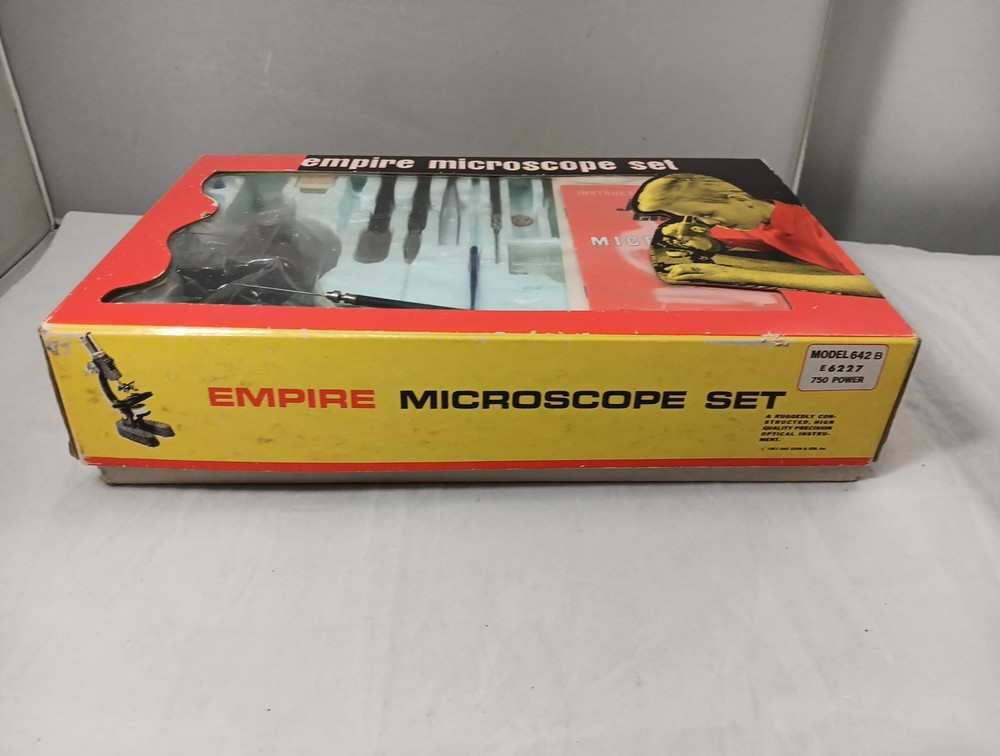 empire microscope set
INSTRUCT
MIC
EMPIRE MICROSCOPE SET
MODEL 642 B
E 6227
750 POWER
A RUGGEDLY CON-
STRUCTED, HIGH
QUALITY PRECISION
OPTICAL INSTRU-
MENT.